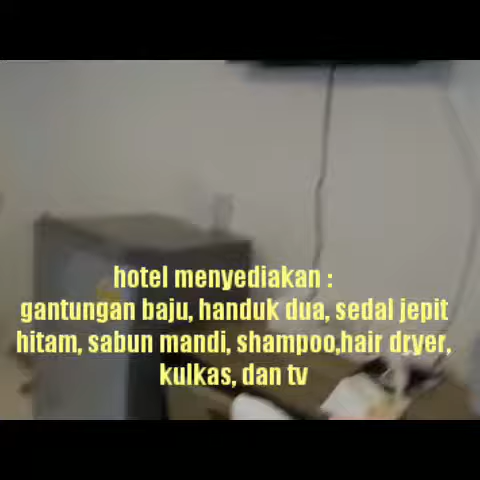 hotel menyediakan :
gantungan baju, handuk dua, sedal jepit
hitam, sabun mandi, shampoo,hair dryer,
kulkas, dan tv